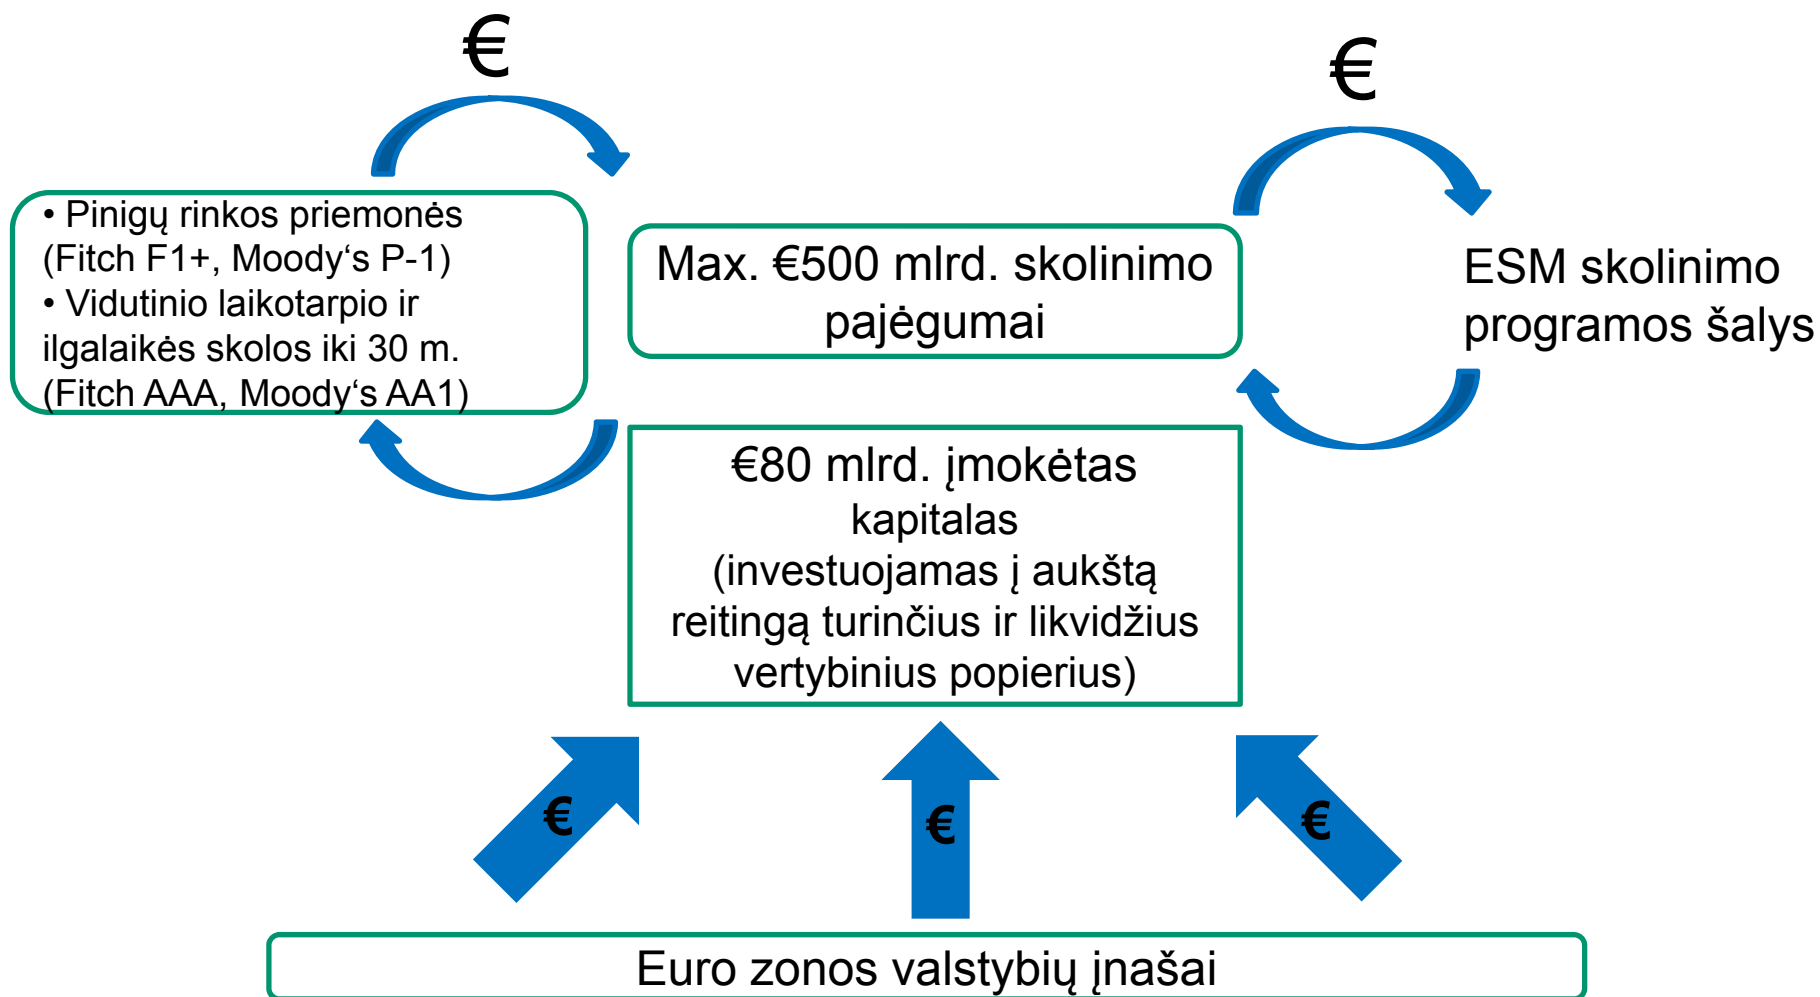 €
€
• Pinigų rinkos priemonės
(Fitch F1+, Moody‘s P-1)
• Vidutinio laikotarpio ir
ilgalaikės skolos iki 30 m.
(Fitch AAA, Moody‘s AA1)
Max. €500 mlrd. skolinimo
pajėgumai
ESM skolinimo
programos šalys
€80 mlrd. įmokėtas
kapitalas
(investuojamas į aukštą
reitingą turinčius ir likvidžius
vertybinius popierius)
€
€
€
Euro zonos valstybių įnašai